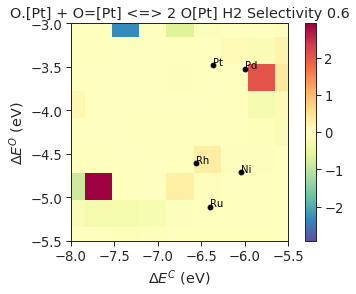 O.[Pt] + O=[Pt] <=> 2 O[Pt] H2 Selectivity 0.6
−3.0
−3.5
−4.0
−4.5
−5.0
−5.5
ΔE^O (eV)
Pt
Pd
Rh
Ni
Ru
−8.0 −7.5 −7.0 −6.5 −6.0 −5.5
ΔE^C (eV)
2
1
0
−1
−2